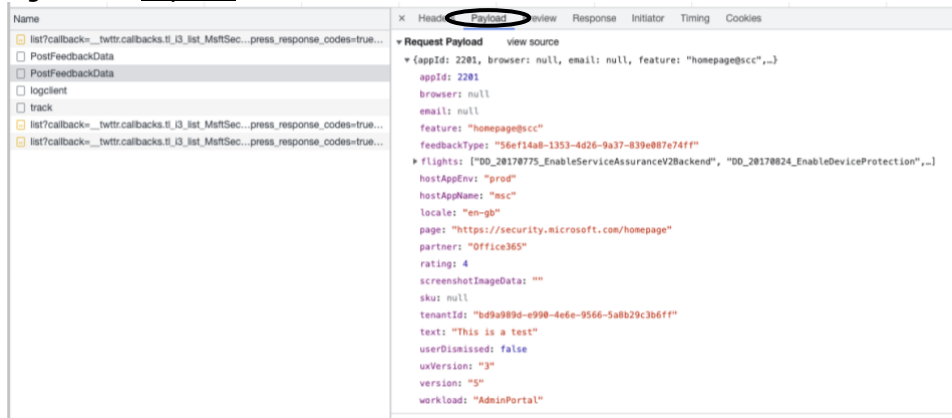 Name
list?callback=__twttr.callbacks.tl_i3_list_MsftSec...press_response_codes=true...
PostFeedbackData
PostFeedbackData
logclient
track
list?callback=__twttr.callbacks.tl_i3_list_MsftSec...press_response_codes=true...
list?callback=__twttr.callbacks.tl_i3_list_MsftSec...press_response_codes=true...
× Headers Payload Preview Response Initiator Timing Cookies
▼ Request Payload view source
▼ {appId: 2201, browser: null, email: null, feature: "homepage@scc",…}
appId: 2201
browser: null
email: null
feature: "homepage@scc"
feedbackType: "56ef14a8-1353-4d26-9a37-839e087e74ff"
▶ flights: ["DD_20170775_EnableServiceAssuranceV2Backend", "DD_20170824_EnableDeviceProtection",…]
hostAppEnv: "prod"
hostAppName: "msc"
locale: "en-gb"
page: "https://security.microsoft.com/homepage"
partner: "Office365"
rating: 4
screenshotImageData: ""
sku: null
tenantId: "bd9a989d-e990-4e6e-9566-5a8b29c3b6ff"
text: "This is a test"
userDismissed: false
uxVersion: "3"
version: "5"
workload: "AdminPortal"